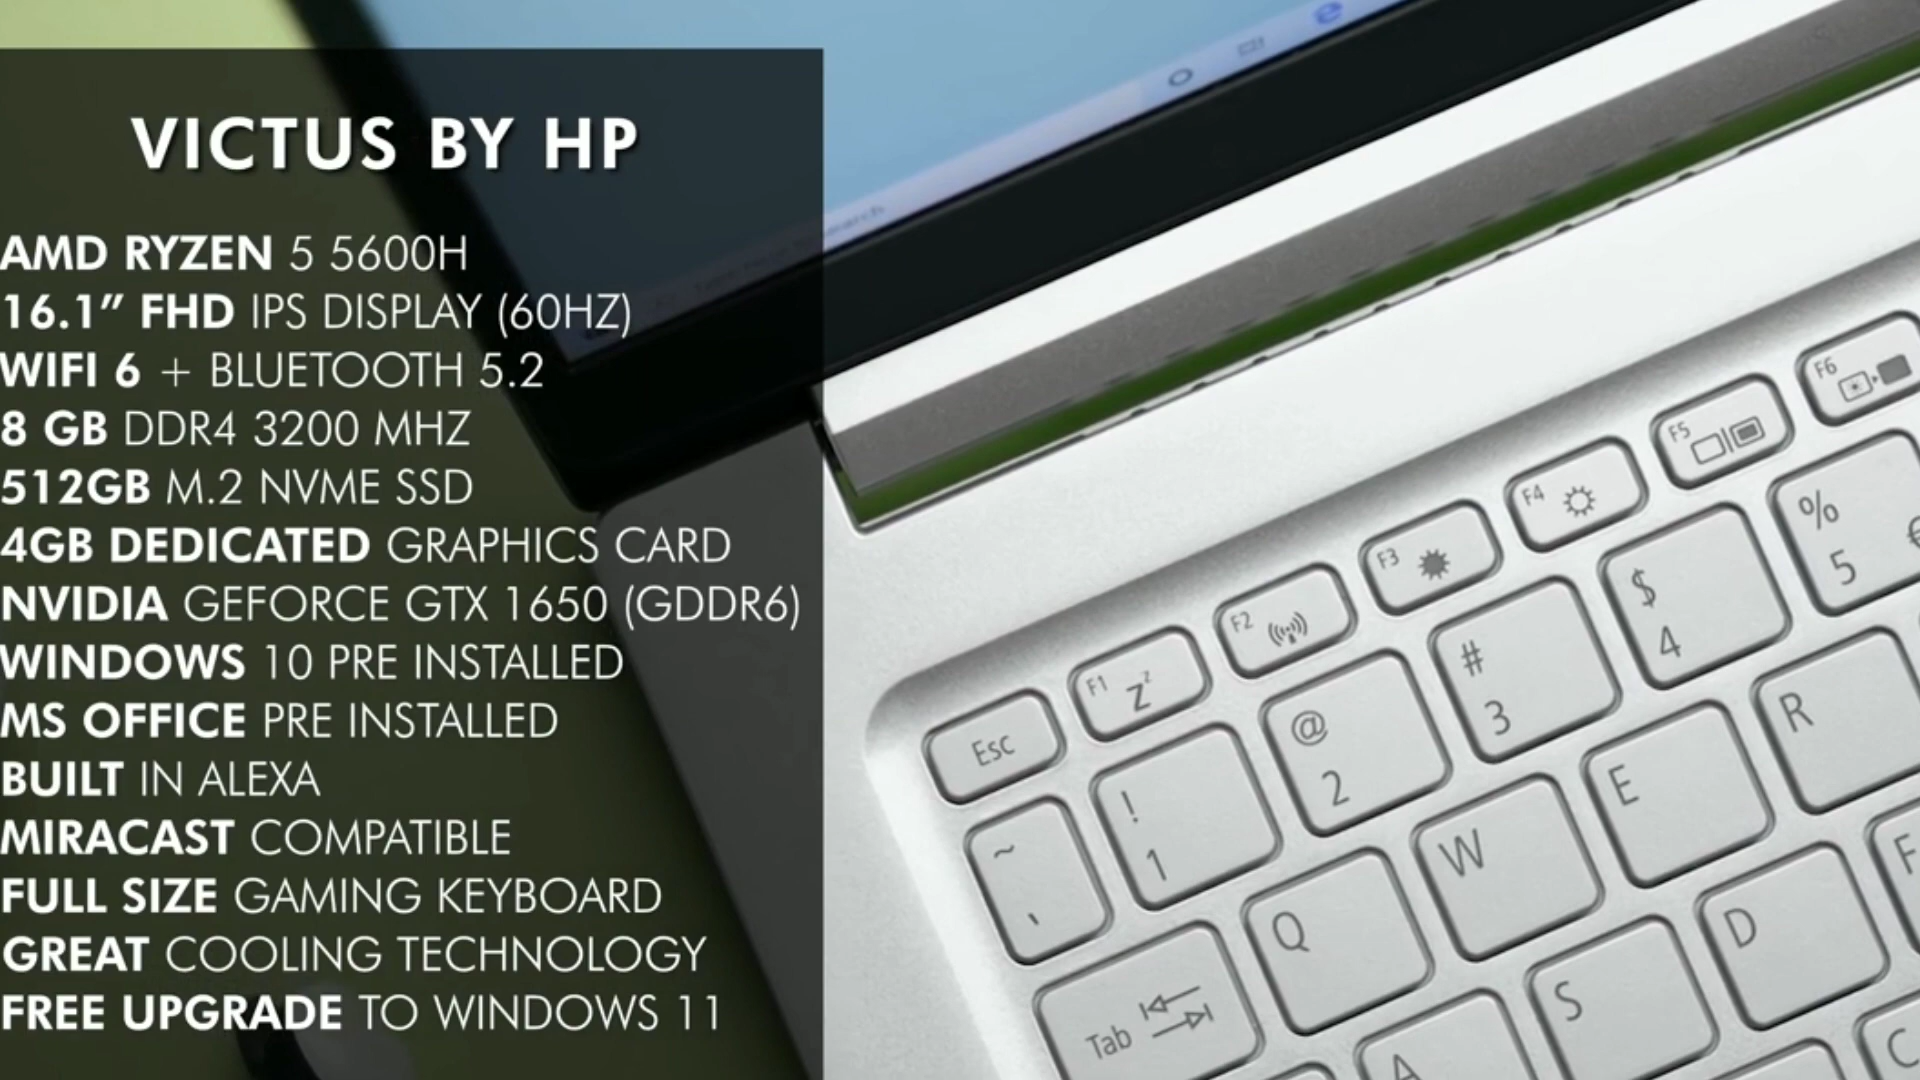 VICTUS BY HP
AMD RYZEN 5 5600H
16.1” FHD IPS DISPLAY (60HZ)
WIFI 6 + BLUETOOTH 5.2
8 GB DDR4 3200 MHZ
512GB M.2 NVME SSD
4GB DEDICATED GRAPHICS CARD
NVIDIA GEFORCE GTX 1650 (GDDR6)
WINDOWS 10 PRE INSTALLED
MS OFFICE PRE INSTALLED
BUILT IN ALEXA
MIRACAST COMPATIBLE
FULL SIZE GAMING KEYBOARD
GREAT COOLING TECHNOLOGY
FREE UPGRADE TO WINDOWS 11
Esc F1 zz F2 F3 F4 F5 F6
~ ` ! 1 @ 2 # 3 $ 4 % 5 €
Tab Q W E R
A S D F
C